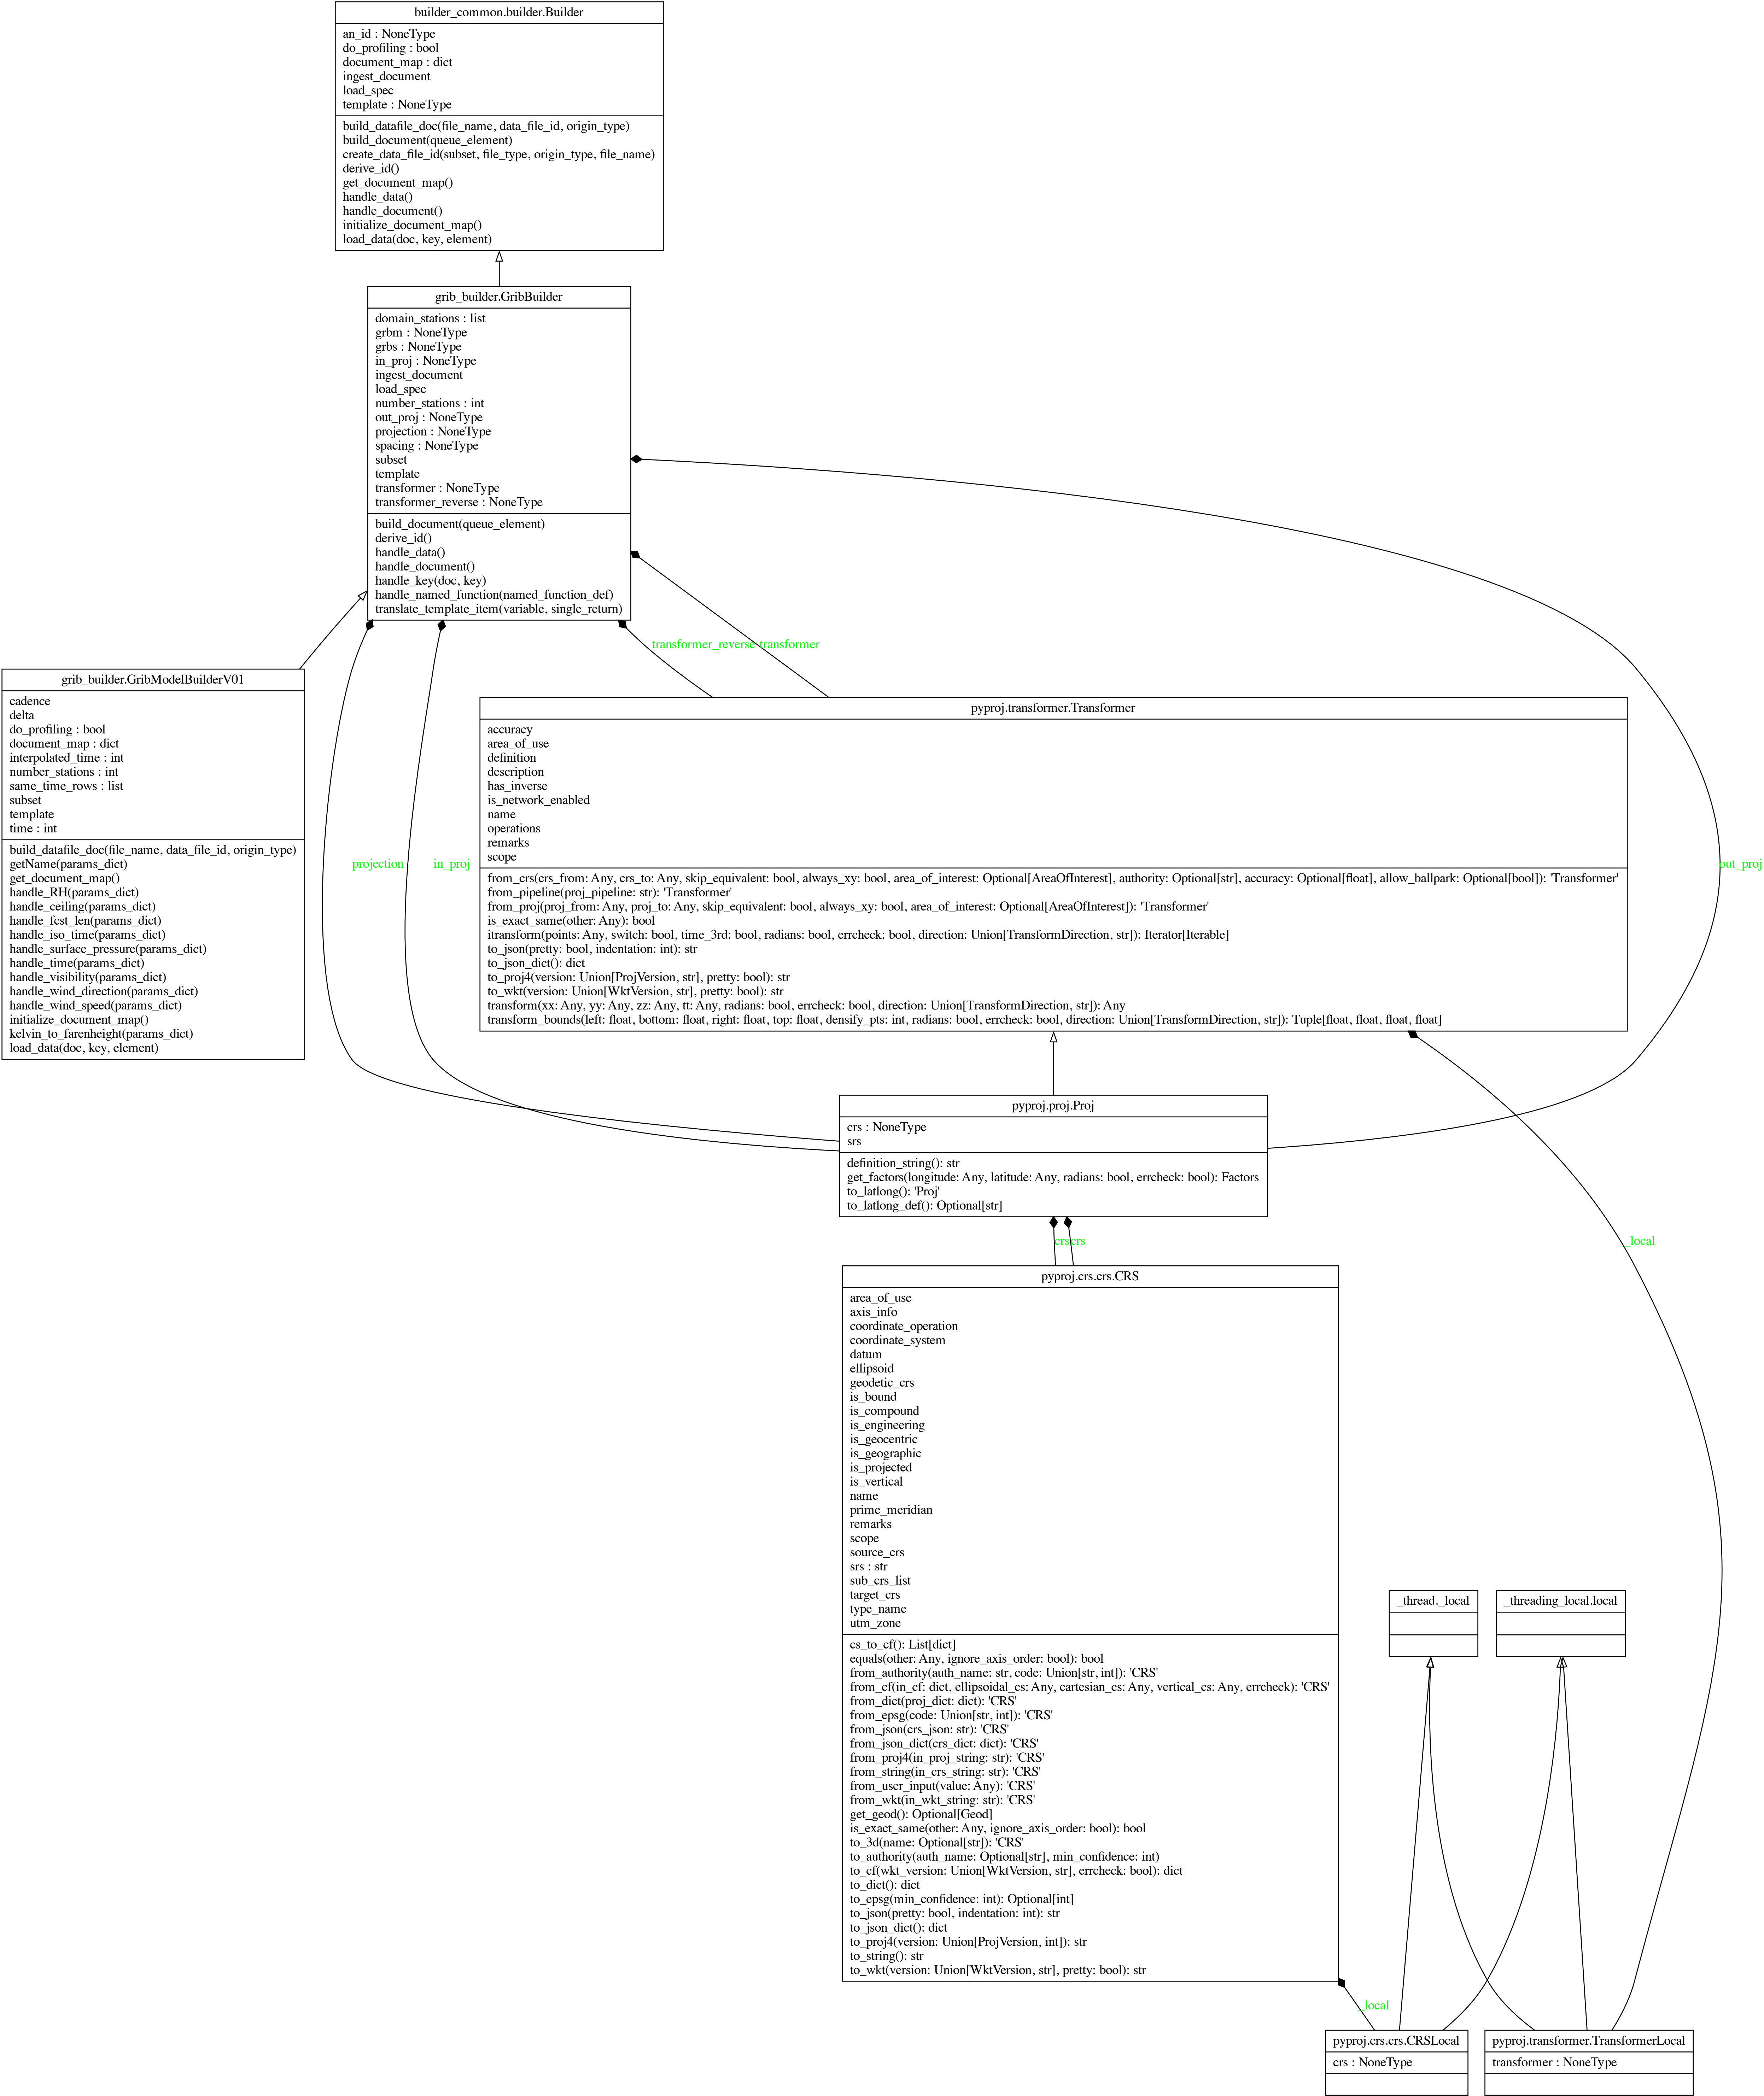 builder_common.builder.Builder
an_id : NoneType
do_profiling : bool
document_map : dict
ingest_document
load_spec
template : NoneType
build_datafile_doc(file_name, data_file_id, origin_type)
build_document(queue_element)
create_data_file_id(subset, file_type, origin_type, file_name)
derive_id()
get_document_map()
handle_data()
handle_document()
initialize_document_map()
load_data(doc, key, element)
grib_builder.GribBuilder
domain_stations : list
grbm : NoneType
grbs : NoneType
in_proj : NoneType
ingest_document
load_spec
number_stations : int
out_proj : NoneType
projection : NoneType
spacing : NoneType
subset
template
transformer : NoneType
transformer_reverse : NoneType
build_document(queue_element)
derive_id()
handle_data()
handle_document()
handle_key(doc, key)
handle_named_function(named_function_def)
translate_template_item(variable, single_return)
transformer_reverse
transformer
grib_builder.GribModelBuilderV01
cadence
delta
do_profiling : bool
document_map : dict
interpolated_time : int
number_stations : int
same_time_rows : list
subset
template
time : int
build_datafile_doc(file_name, data_file_id, origin_type)
getName(params_dict)
get_document_map()
handle_RH(params_dict)
handle_ceiling(params_dict)
handle_fcst_len(params_dict)
handle_iso_time(params_dict)
handle_surface_pressure(params_dict)
handle_time(params_dict)
handle_visibility(params_dict)
handle_wind_direction(params_dict)
handle_wind_speed(params_dict)
initialize_document_map()
kelvin_to_farenheight(params_dict)
load_data(doc, key, element)
projection
in_proj
pyproj.transformer.Transformer
accuracy
area_of_use
definition
description
has_inverse
is_network_enabled
name
operations
remarks
scope
from_crs(crs_from: Any, crs_to: Any, skip_equivalent: bool, always_xy: bool, area_of_interest: Optional[AreaOfInterest], authority: Optional[str], accuracy: Optional[float], allow_ballpark: Optional[bool]): 'Transformer'
from_pipeline(proj_pipeline: str): 'Transformer'
from_proj(proj_from: Any, proj_to: Any, skip_equivalent: bool, always_xy: bool, area_of_interest: Optional[AreaOfInterest]): 'Transformer'
is_exact_same(other: Any): bool
itransform(points: Any, switch: bool, time_3rd: bool, radians: bool, errcheck: bool, direction: Union[TransformDirection, str]): Iterator[Iterable]
to_json(pretty: bool, indentation: int): str
to_json_dict(): dict
to_proj4(version: Union[ProjVersion, str], pretty: bool): str
to_wkt(version: Union[WktVersion, str], pretty: bool): str
transform(xx: Any, yy: Any, zz: Any, tt: Any, radians: bool, errcheck: bool, direction: Union[TransformDirection, str]): Any
transform_bounds(left: float, bottom: float, right: float, top: float, densify_pts: int, radians: bool, errcheck: bool, direction: Union[TransformDirection, str]): Tuple[float, float, float, float]
out_proj
pyproj.proj.Proj
crs : NoneType
srs
definition_string(): str
get_factors(longitude: Any, latitude: Any, radians: bool, errcheck: bool): Factors
to_latlong(): 'Proj'
to_latlong_def(): Optional[str]
crs
crs
_local
pyproj.crs.crs.CRS
area_of_use
axis_info
coordinate_operation
coordinate_system
datum
ellipsoid
geodetic_crs
is_bound
is_compound
is_engineering
is_geocentric
is_geographic
is_projected
is_vertical
name
prime_meridian
remarks
scope
source_crs
srs : str
sub_crs_list
target_crs
type_name
utm_zone
cs_to_cf(): List[dict]
equals(other: Any, ignore_axis_order: bool): bool
from_authority(auth_name: str, code: Union[str, int]): 'CRS'
from_cf(in_cf: dict, ellipsoidal_cs: Any, cartesian_cs: Any, vertical_cs: Any, errcheck): 'CRS'
from_dict(proj_dict: dict): 'CRS'
from_epsg(code: Union[str, int]): 'CRS'
from_json(crs_json: str): 'CRS'
from_json_dict(crs_dict: dict): 'CRS'
from_proj4(in_proj_string: str): 'CRS'
from_string(in_crs_string: str): 'CRS'
from_user_input(value: Any): 'CRS'
from_wkt(in_wkt_string: str): 'CRS'
get_geod(): Optional[Geod]
is_exact_same(other: Any, ignore_axis_order: bool): bool
to_3d(name: Optional[str]): 'CRS'
to_authority(auth_name: Optional[str], min_confidence: int)
to_cf(wkt_version: Union[WktVersion, str], errcheck: bool): dict
to_dict(): dict
to_epsg(min_confidence: int): Optional[int]
to_json(pretty: bool, indentation: int): str
to_json_dict(): dict
to_proj4(version: Union[ProjVersion, int]): str
to_string(): str
to_wkt(version: Union[WktVersion, str], pretty: bool): str
_thread._local
_threading_local.local
_local
pyproj.crs.crs.CRSLocal
crs : NoneType
pyproj.transformer.TransformerLocal
transformer : NoneType